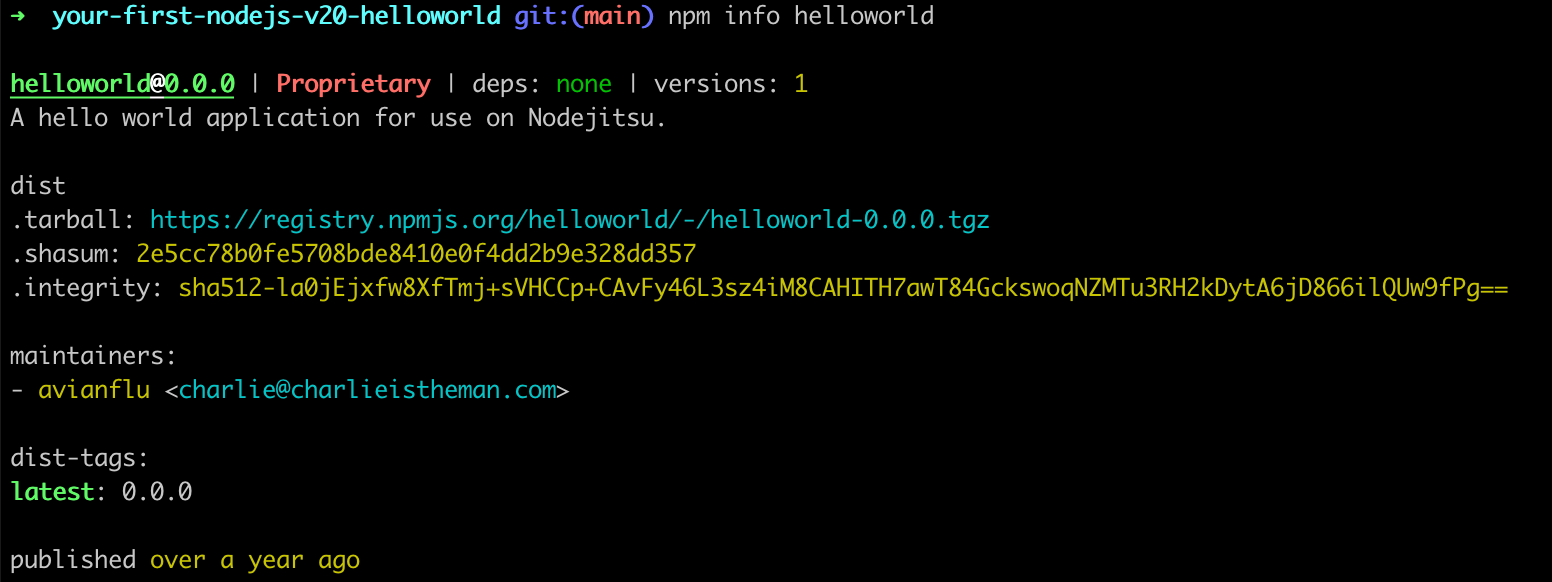 ➜ your-first-nodejs-v20-helloworld git:(main) npm info helloworld
helloworld@0.0.0 | Proprietary | deps: none | versions: 1
A hello world application for use on Nodejitsu.
dist
.tarball: https://registry.npmjs.org/helloworld/-/helloworld-0.0.0.tgz
.shasum: 2e5cc78b0fe5708bde8410e0f4dd2b9e328dd357
.integrity: sha512-la0jEjxfw8XfTmj+sVHCCp+CAvFy46L3sz4iM8CAHITH7awT84GckswoqNZMTu3RH2kDytA6jD866ilQUw9fPg==
maintainers:
- avianflu <charlie@charlieistheman.com>
dist-tags:
latest: 0.0.0
published over a year ago